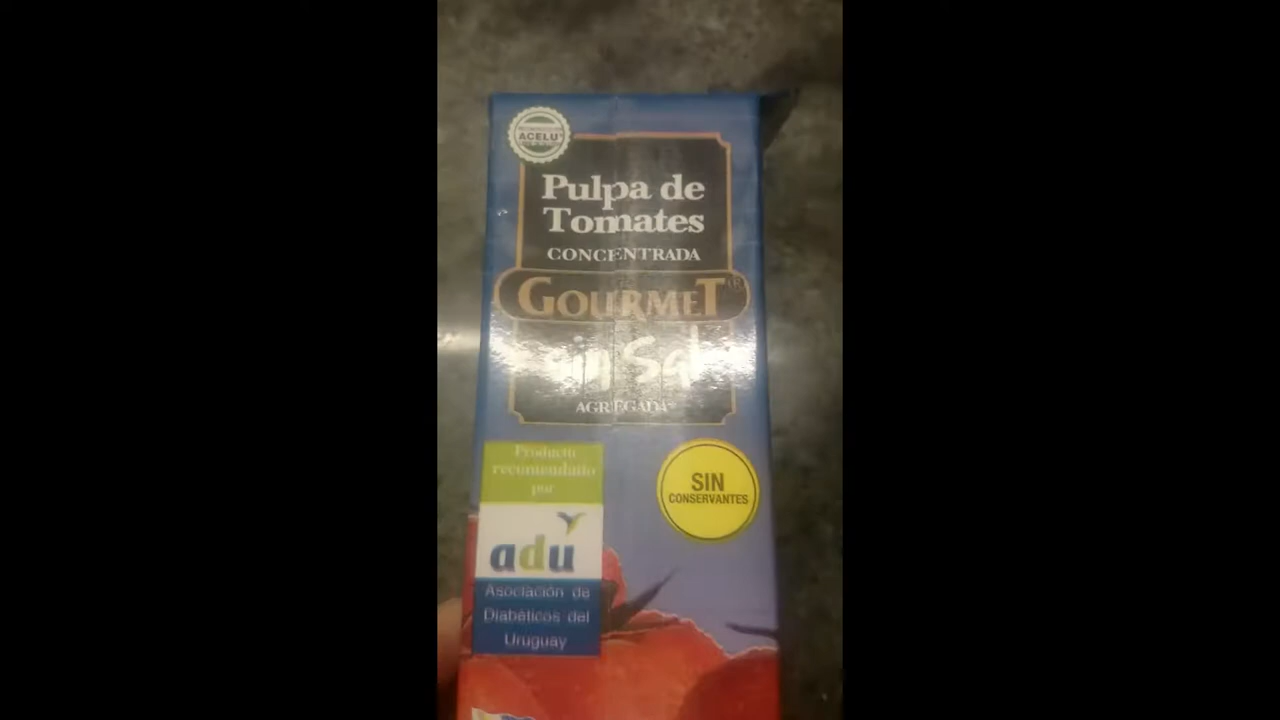 ACELU
Pulpa de
Tomates
CONCENTRADA
GOURMET®
sin Sal
AGREGADA
Producto
recomendado
por
adu
Asociación de
Diabéticos del
Uruguay
SIN
CONSERVANTES